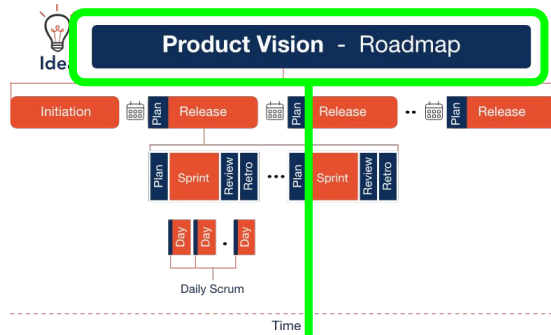 Product Vision - Roadmap
Idea
Initiation
Plan
Release
Plan
Release
Plan
Release
Plan
Sprint
Review
Retro
Plan
Sprint
Review
Retro
Day
Day
Day
Daily Scrum
Time